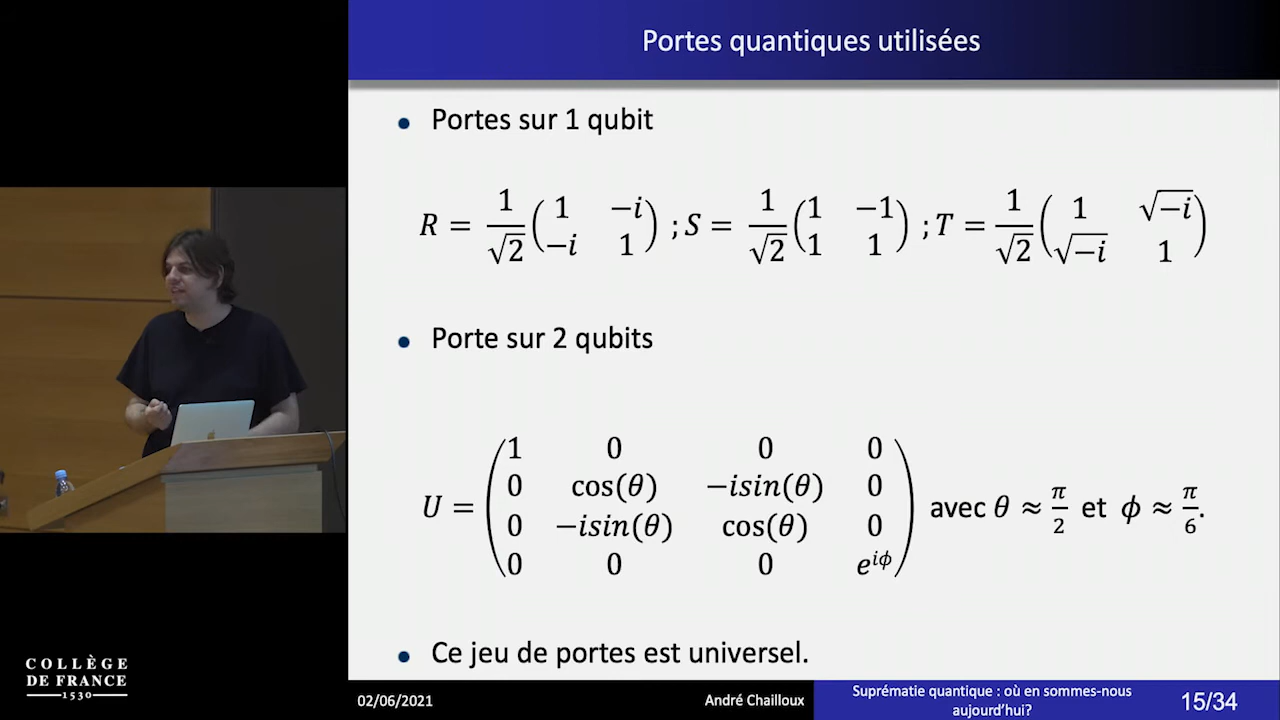 Portes quantiques utilisées
• Portes sur 1 qubit
R = 1/√2 (1 −i; −i 1) ; S = 1/√2 (1 −1; 1 1) ; T = 1/√2 (1 √−i; √−i 1)
• Porte sur 2 qubits
U = (1 0 0 0
0 cos(θ) −isin(θ) 0
0 −isin(θ) cos(θ) 0
0 0 0 e^{iϕ}) avec θ ≈ π/2 et ϕ ≈ π/6.
• Ce jeu de portes est universel.
COLLÈGE
DE FRANCE
1530
02/06/2021
André Chailloux
Suprématie quantique : où en sommes-nous
aujourd'hui?
15/34